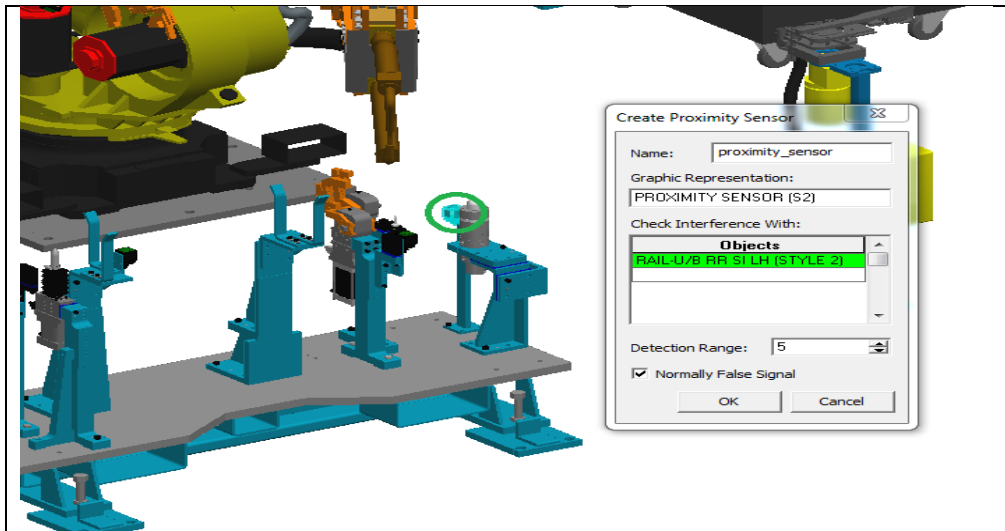 Create Proximity Sensor
Name: proximity_sensor
Graphic Representation:
PROXIMITY SENSOR (S2)
Check Interference With:
Objects
RAIL-U/B RR SI LH (STYLE 2)
Detection Range: 5
Normally False Signal
OK Cancel